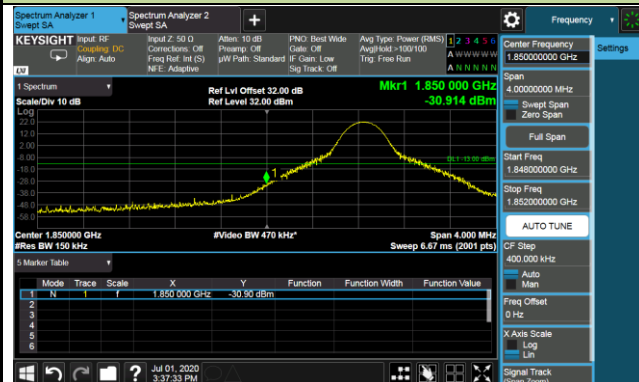 Spectrum Analyzer 1
Swept SA
Spectrum Analyzer 2
Swept SA
+
Frequency
KEYSIGHT
Input: RF
Coupling: DC
Align: Auto
Input Z: 50 Ω
Corrections: Off
Freq Ref: Int (S)
NFE: Adaptive
Atten: 10 dB
Preamp: Off
µW Path: Standard
PNO: Best Wide
Gate: Off
IF Gain: Low
Sig Track: Off
Avg Type: Power (RMS)
Avg|Hold:>100/100
Trig: Free Run
1 2 3 4 5 6
A W W W W W
A N N N N N
LXI
1 Spectrum
Scale/Div 10 dB
Log
Ref Lvl Offset 32.00 dB
Ref Level 32.00 dBm
Mkr1 1.850 000 GHz
-30.914 dBm
22.0
12.0
2.00
-8.00
-18.0
-28.0
-38.0
-48.0
-58.0
DL1 -13.00 dBm
1
Center 1.850000 GHz
#Res BW 150 kHz
#Video BW 470 kHz*
Span 4.000 MHz
Sweep 6.67 ms (2001 pts)
5 Marker Table
Mode Trace Scale X Y Function Function Width Function Value
1 N 1 f 1.850 000 GHz -30.90 dBm
2
3
4
5
6
Jul 01, 2020
3:37:33 PM
?
Center Frequency
1.850000000 GHz
Settings
Span
4.00000000 MHz
Swept Span
Zero Span
Full Span
Start Freq
1.848000000 GHz
Stop Freq
1.852000000 GHz
AUTO TUNE
CF Step
400.000 kHz
Auto
Man
Freq Offset
0 Hz
X Axis Scale
Log
Lin
Signal Track
(Span Zoom)